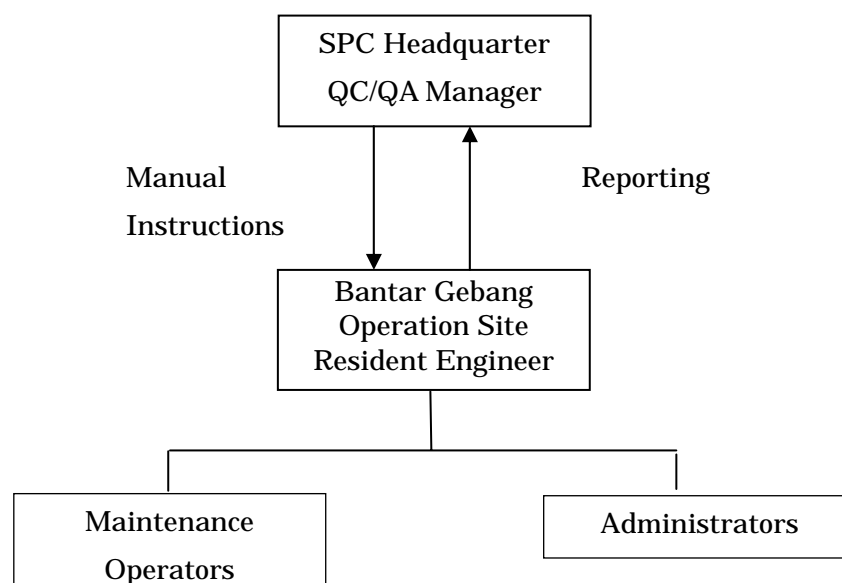 SPC Headquarter
QC/QA Manager
Manual
Instructions
Reporting
Bantar Gebang
Operation Site
Resident Engineer
Maintenance
Operators
Administrators